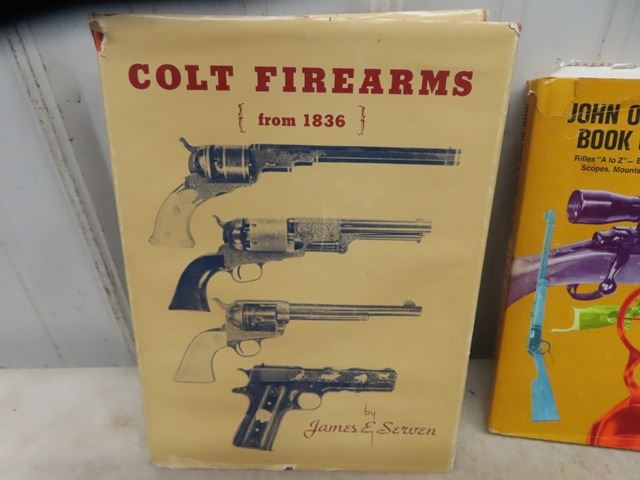 COLT FIREARMS
{ from 1836 }
by
James E Serven
JOHN O
BOOK
Rifles "A to Z"—
Scopes, Mounts